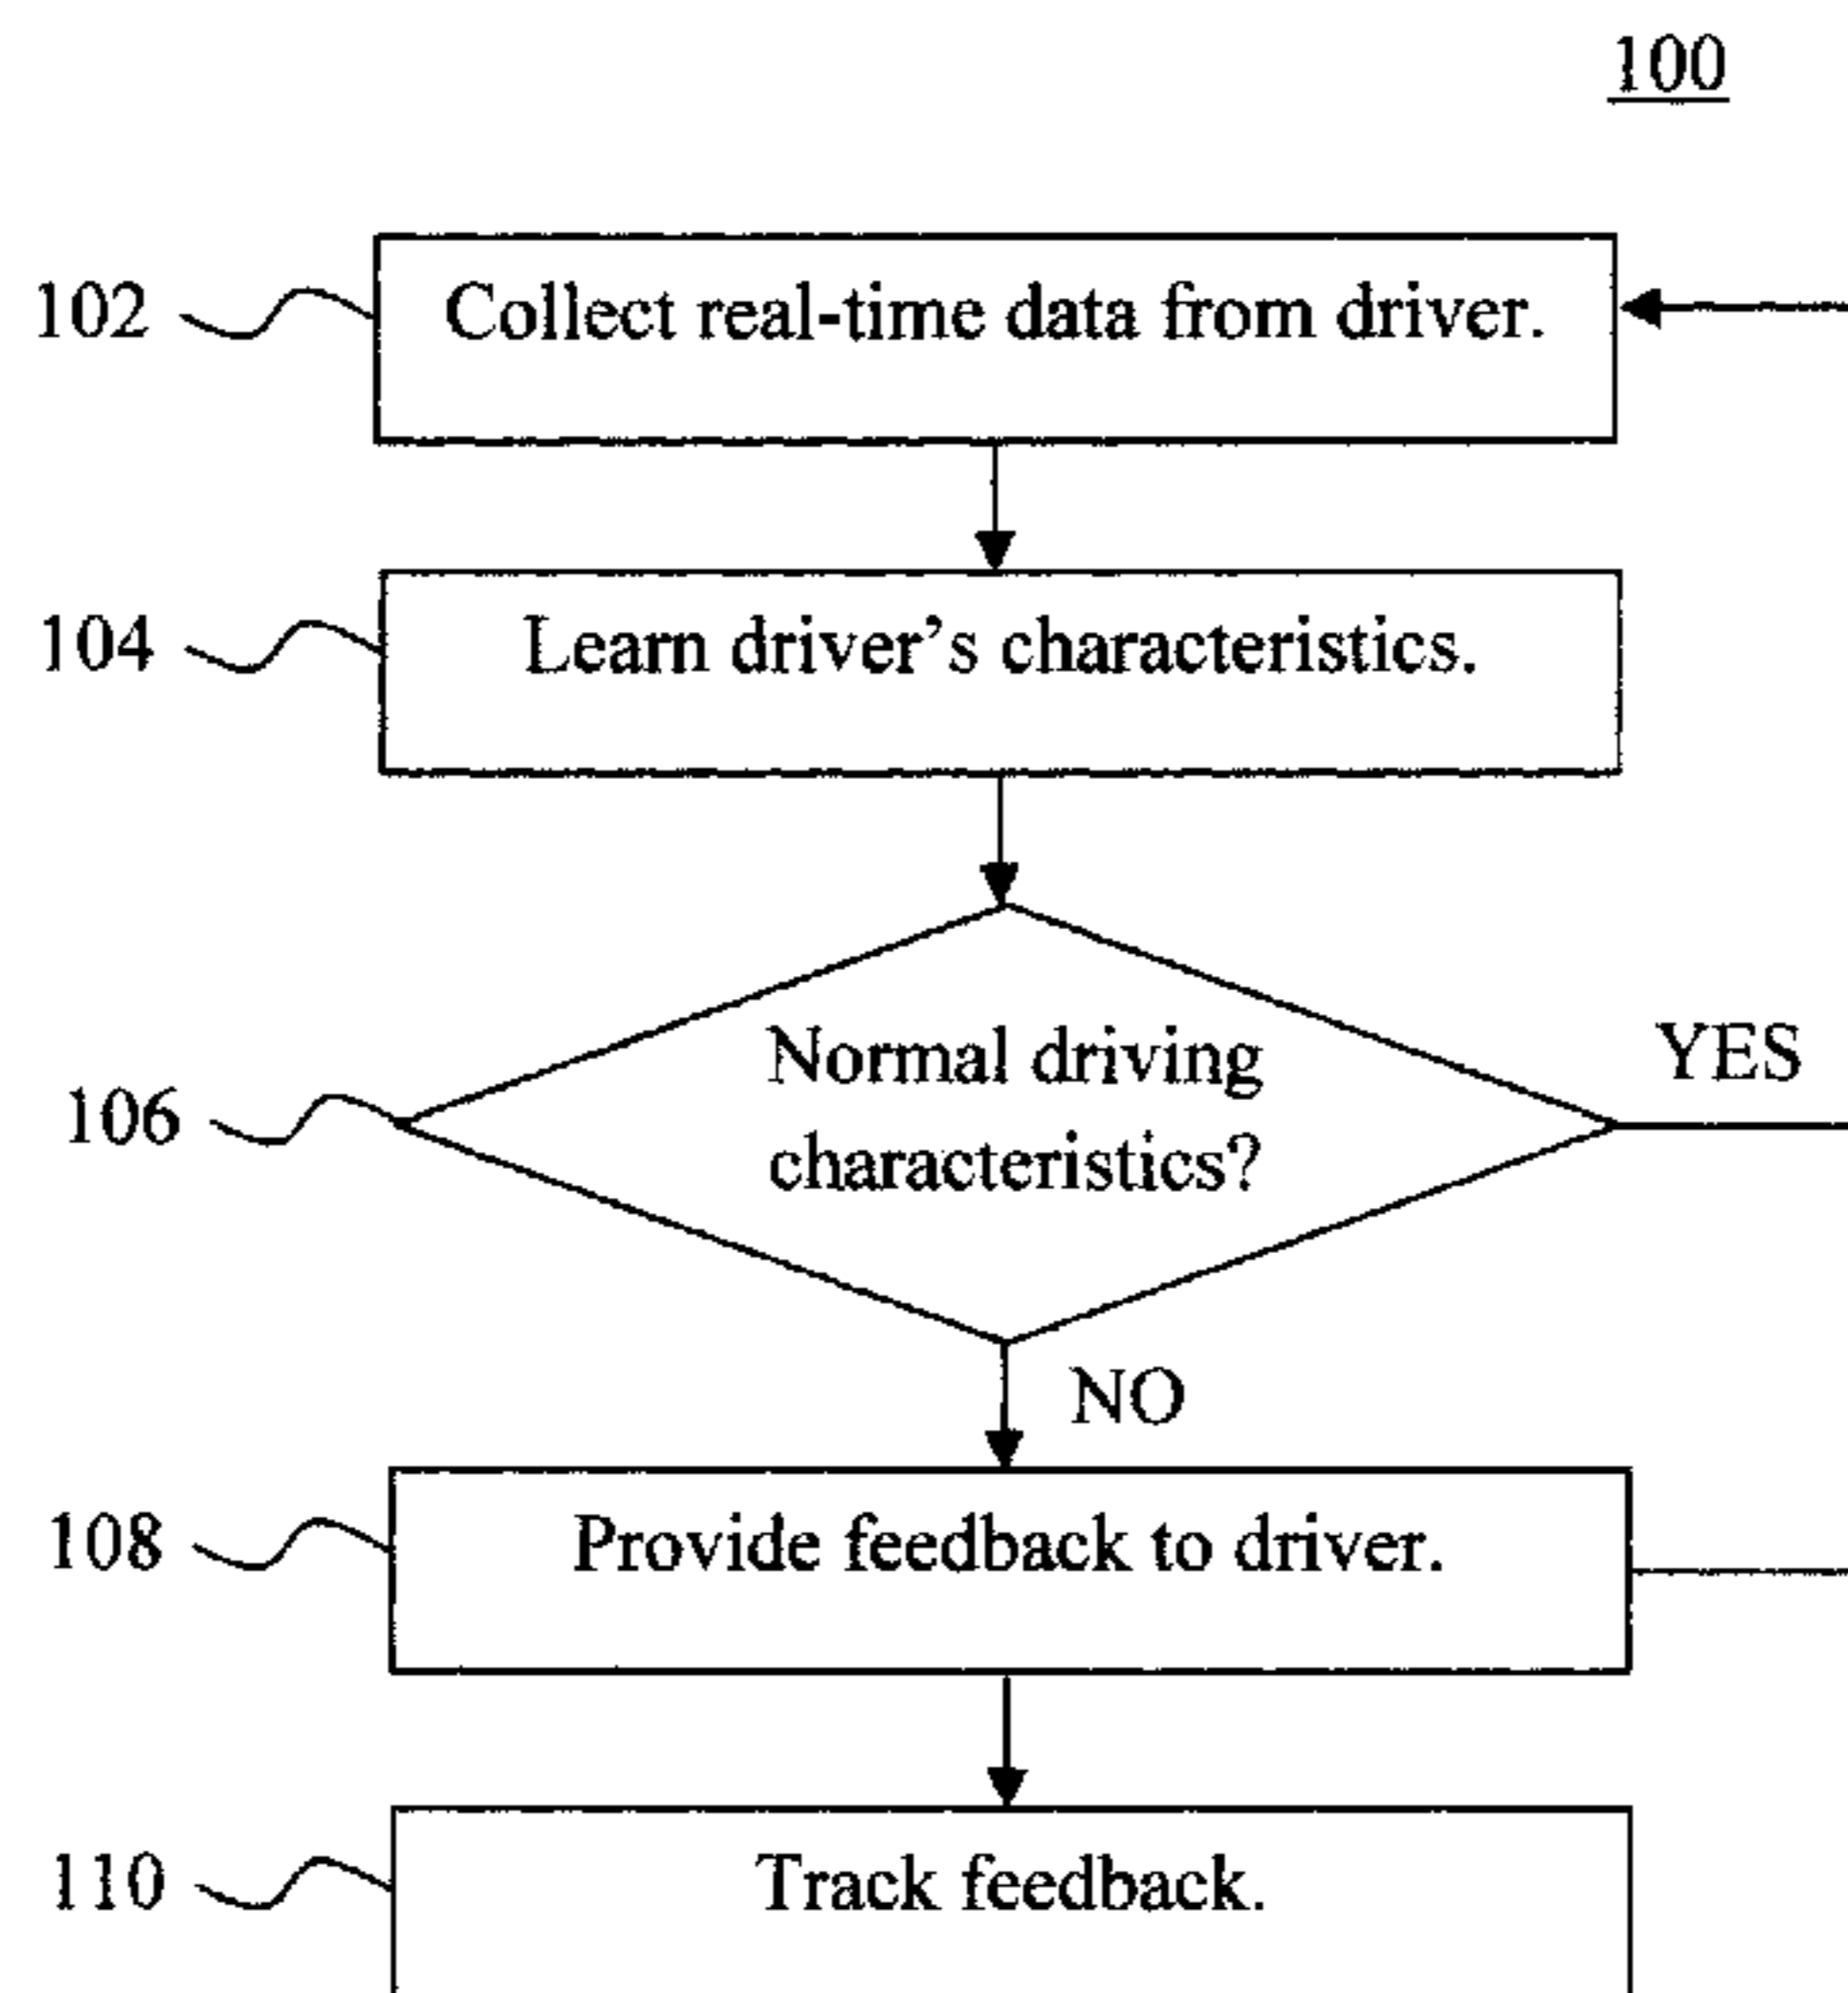 100
102 Collect real-time data from driver.
104 Learn driver's characteristics.
Normal driving
YES
106
characteristics?
NO
108 Provide feedback to driver.
110 Track feedback.